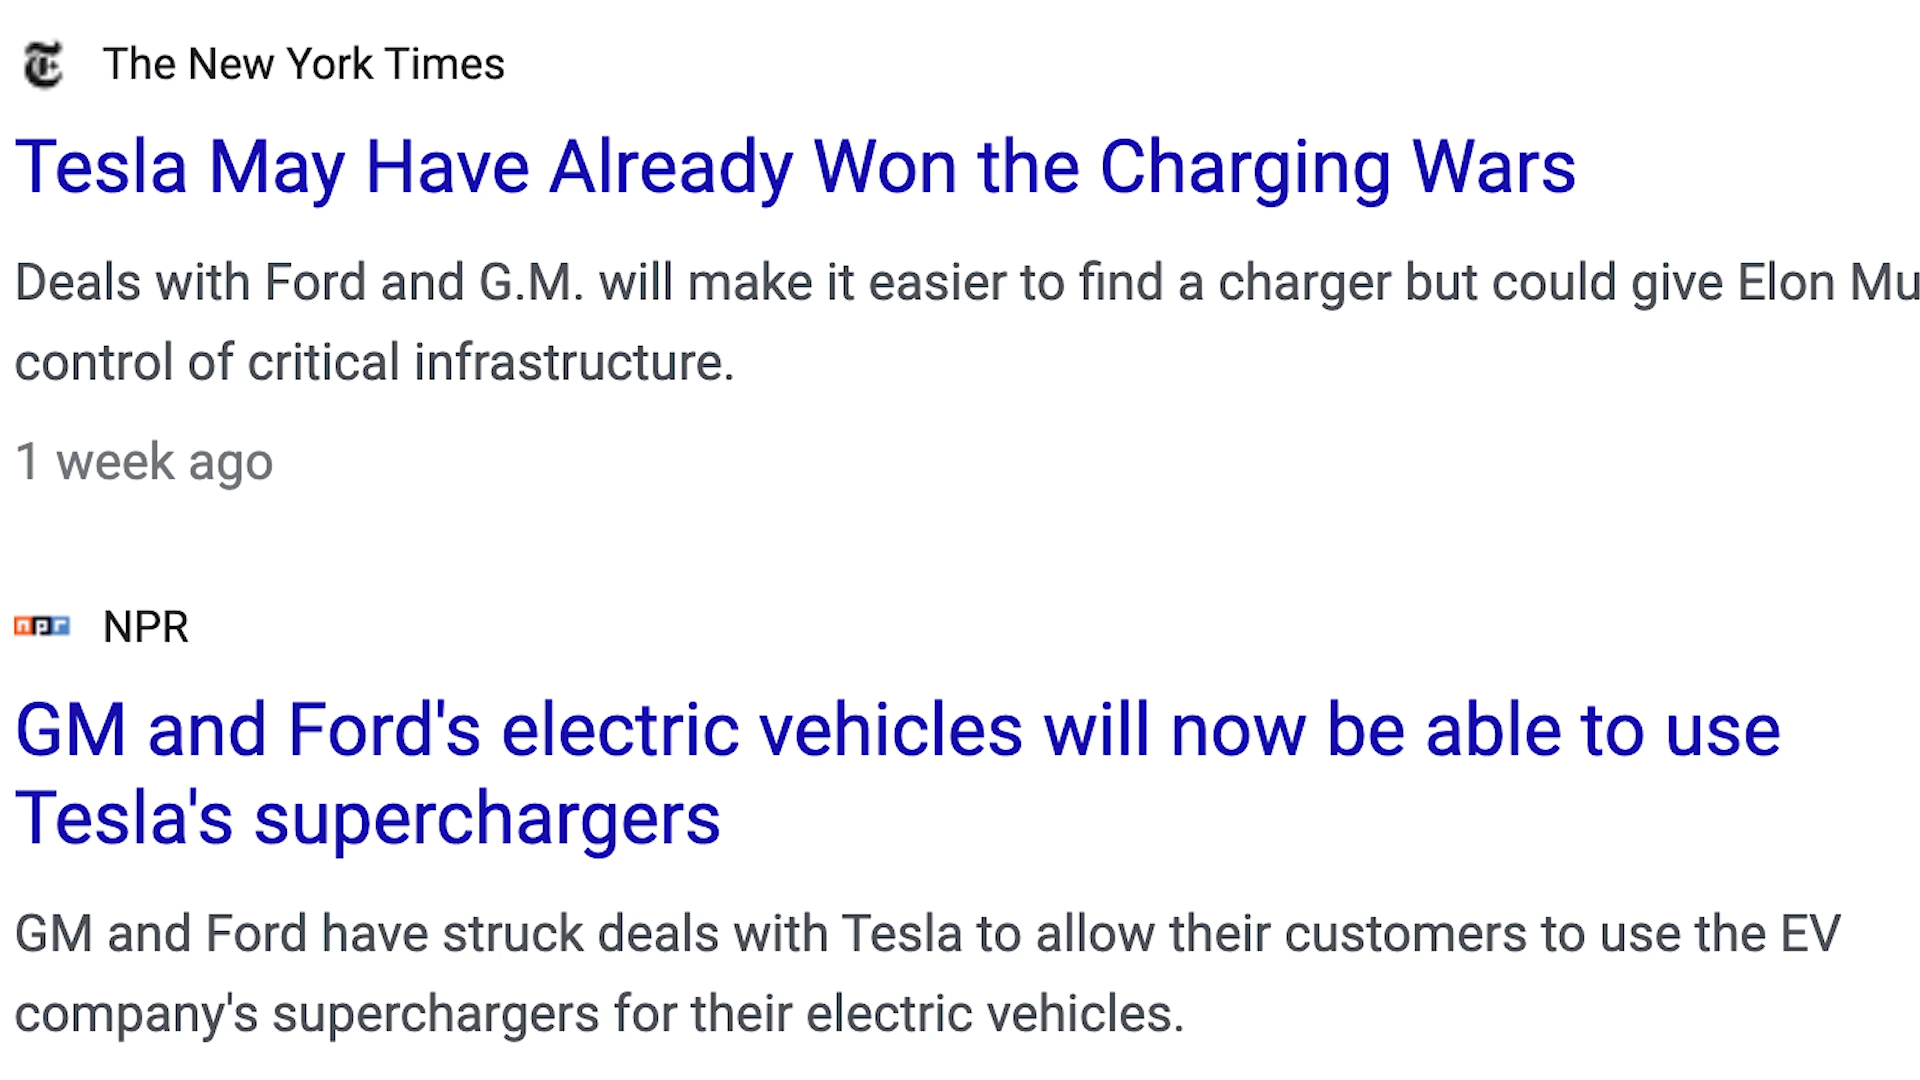 The New York Times
Tesla May Have Already Won the Charging Wars
Deals with Ford and G.M. will make it easier to find a charger but could give Elon Mu
control of critical infrastructure.
1 week ago
npr NPR
GM and Ford's electric vehicles will now be able to use
Tesla's superchargers
GM and Ford have struck deals with Tesla to allow their customers to use the EV
company's superchargers for their electric vehicles.